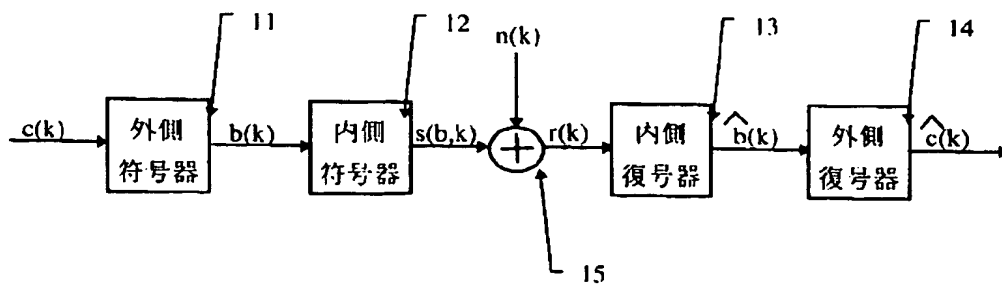 11
12
n(k)
13
14
c(k)
外側
符号器
b(k)
内側
符号器
s(b,k)
+
r(k)
内側
復号器
b̂(k)
外側
復号器
ĉ(k)
15